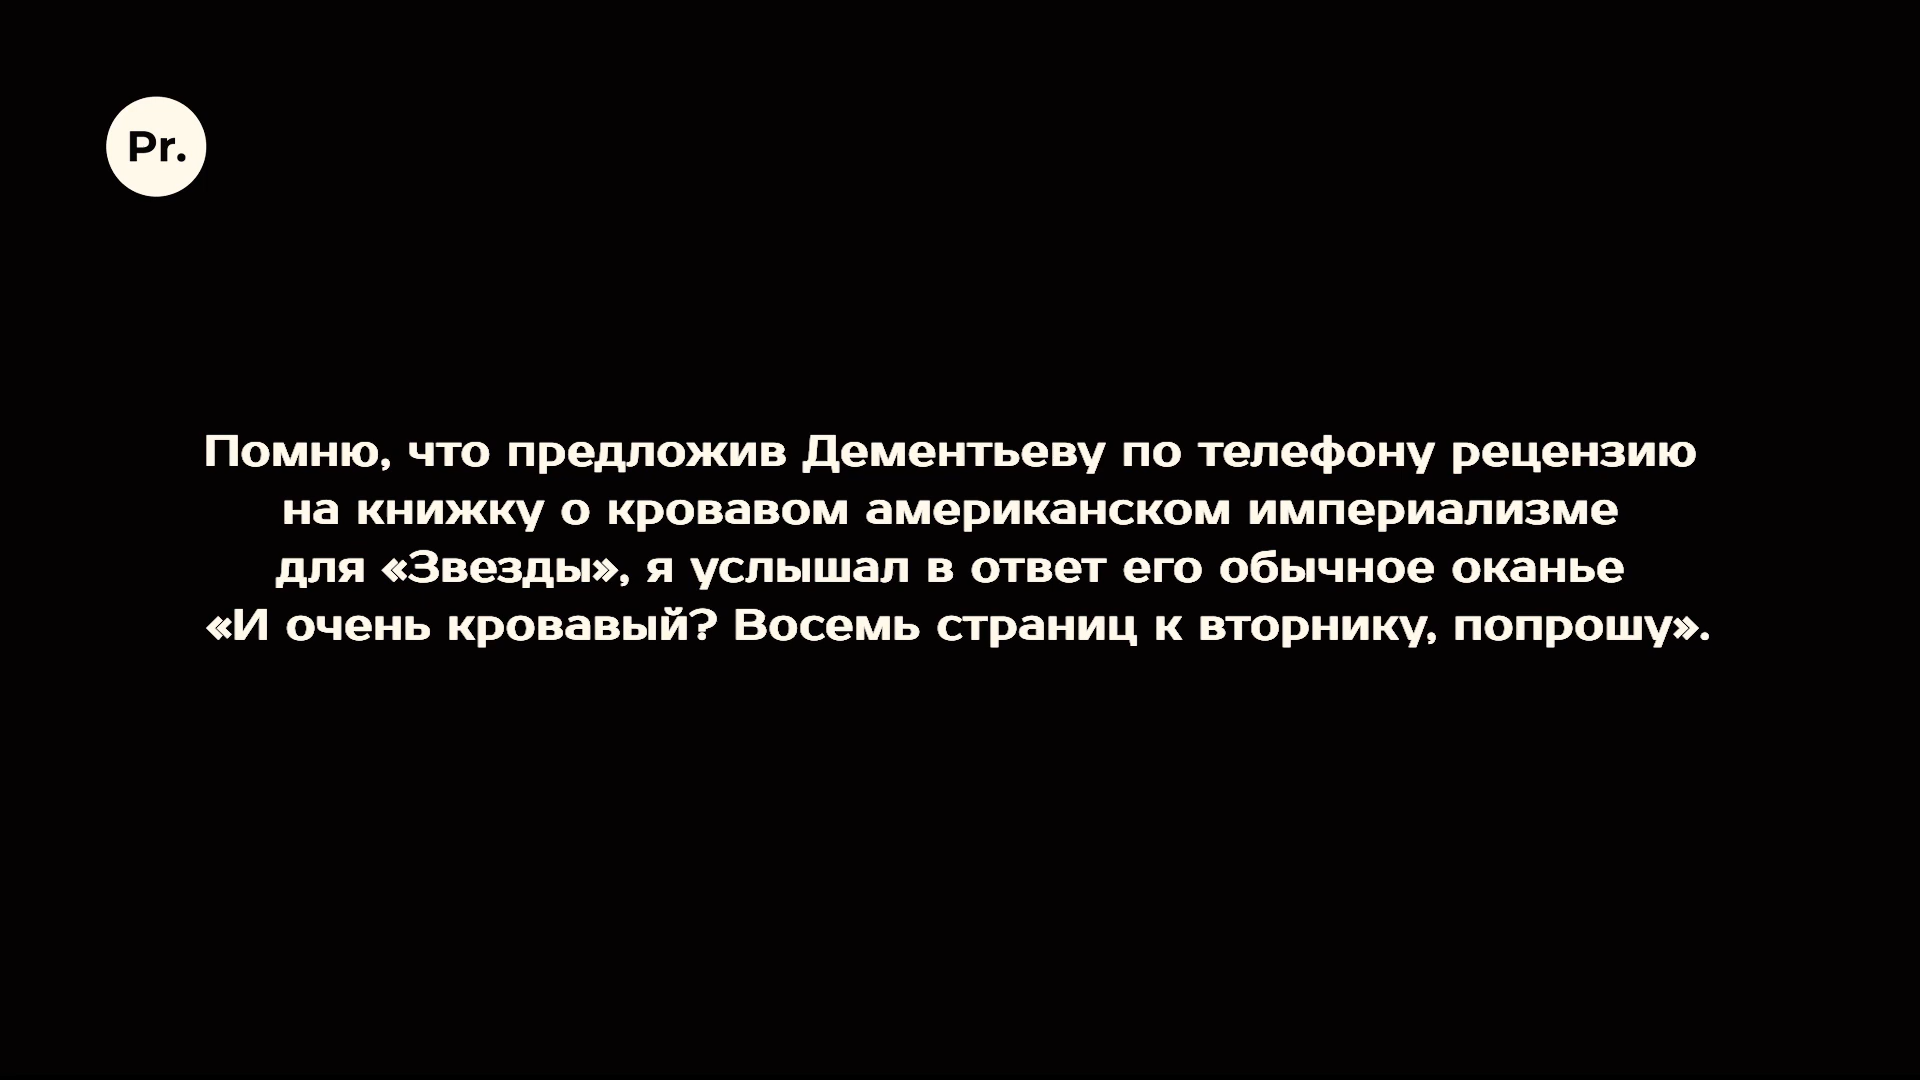 Pr.
Помню, что предложив Дементьеву по телефону рецензию
на книжку о кровавом американском империализме
для «Звезды», я услышал в ответ его обычное оканье
«И очень кровавый? Восемь страниц к вторнику, попрошу».